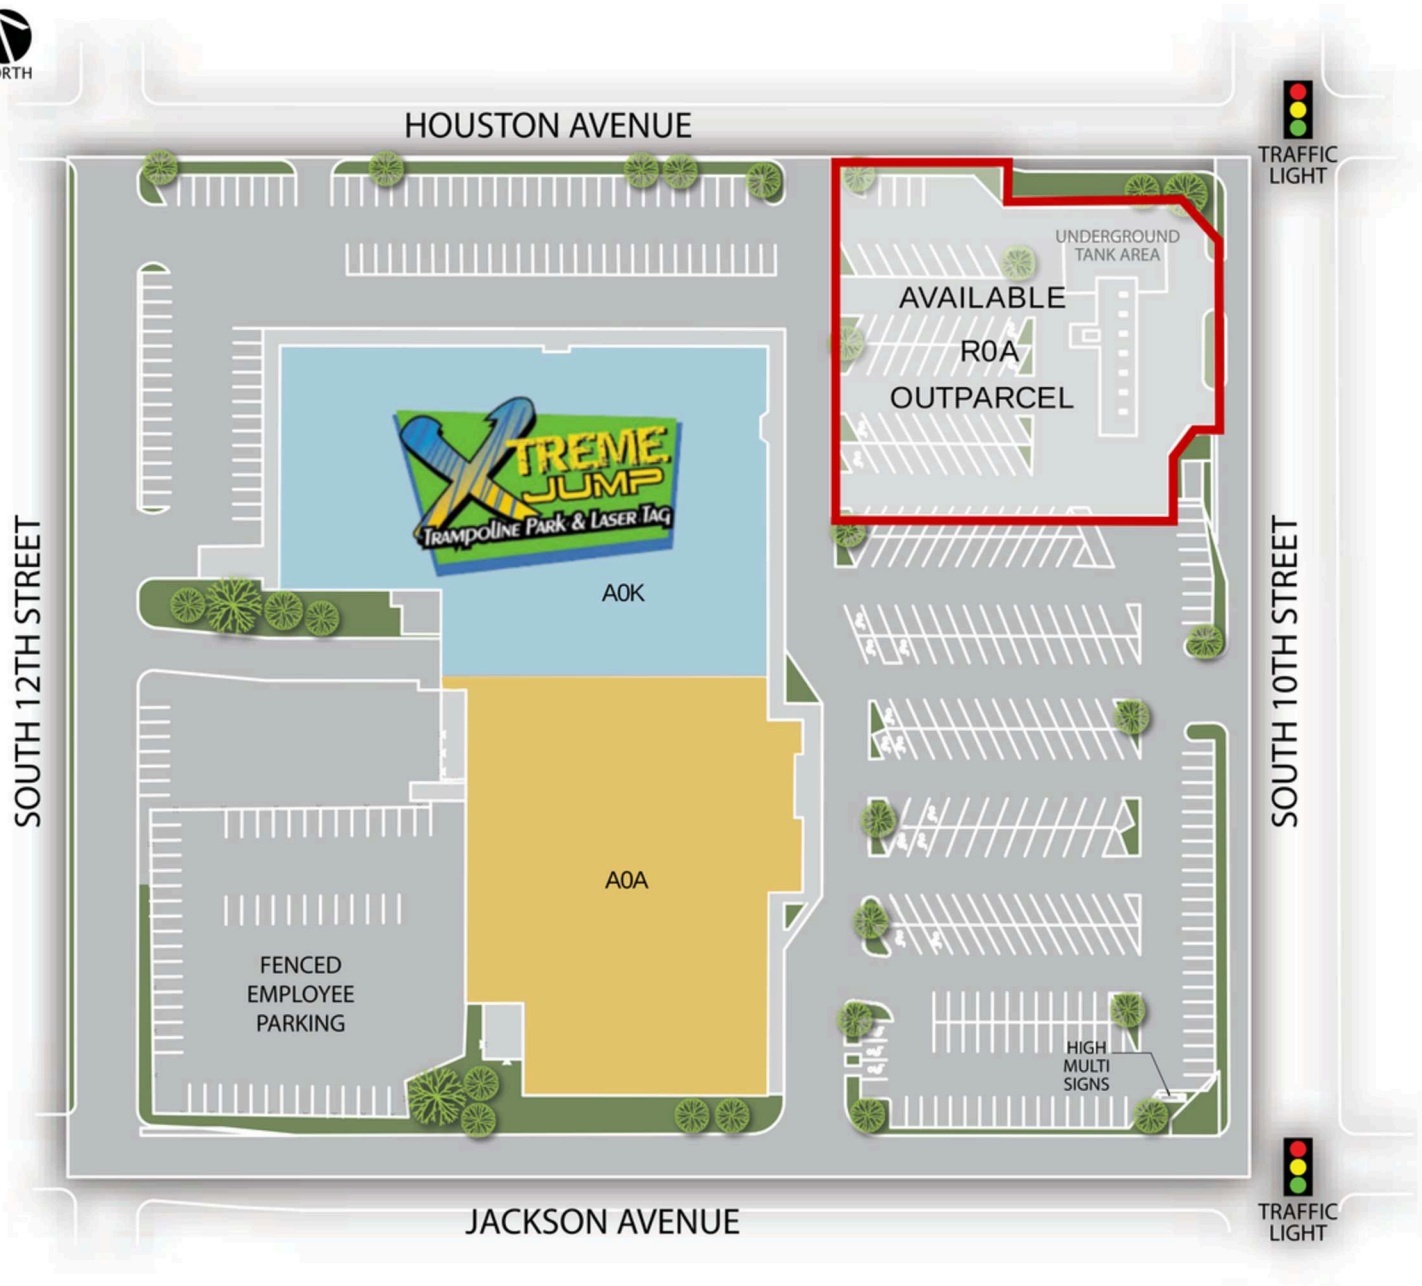 HOUSTON AVENUE
TRAFFIC
LIGHT
UNDERGROUND
TANK AREA
AVAILABLE
R0A
OUTPARCEL
XTREME
JUMP
TRAMPOLINE PARK & LASER TAG
A0K
SOUTH 12TH STREET
SOUTH 10TH STREET
A0A
FENCED
EMPLOYEE
PARKING
HIGH
MULTI
SIGNS
JACKSON AVENUE
TRAFFIC
LIGHT